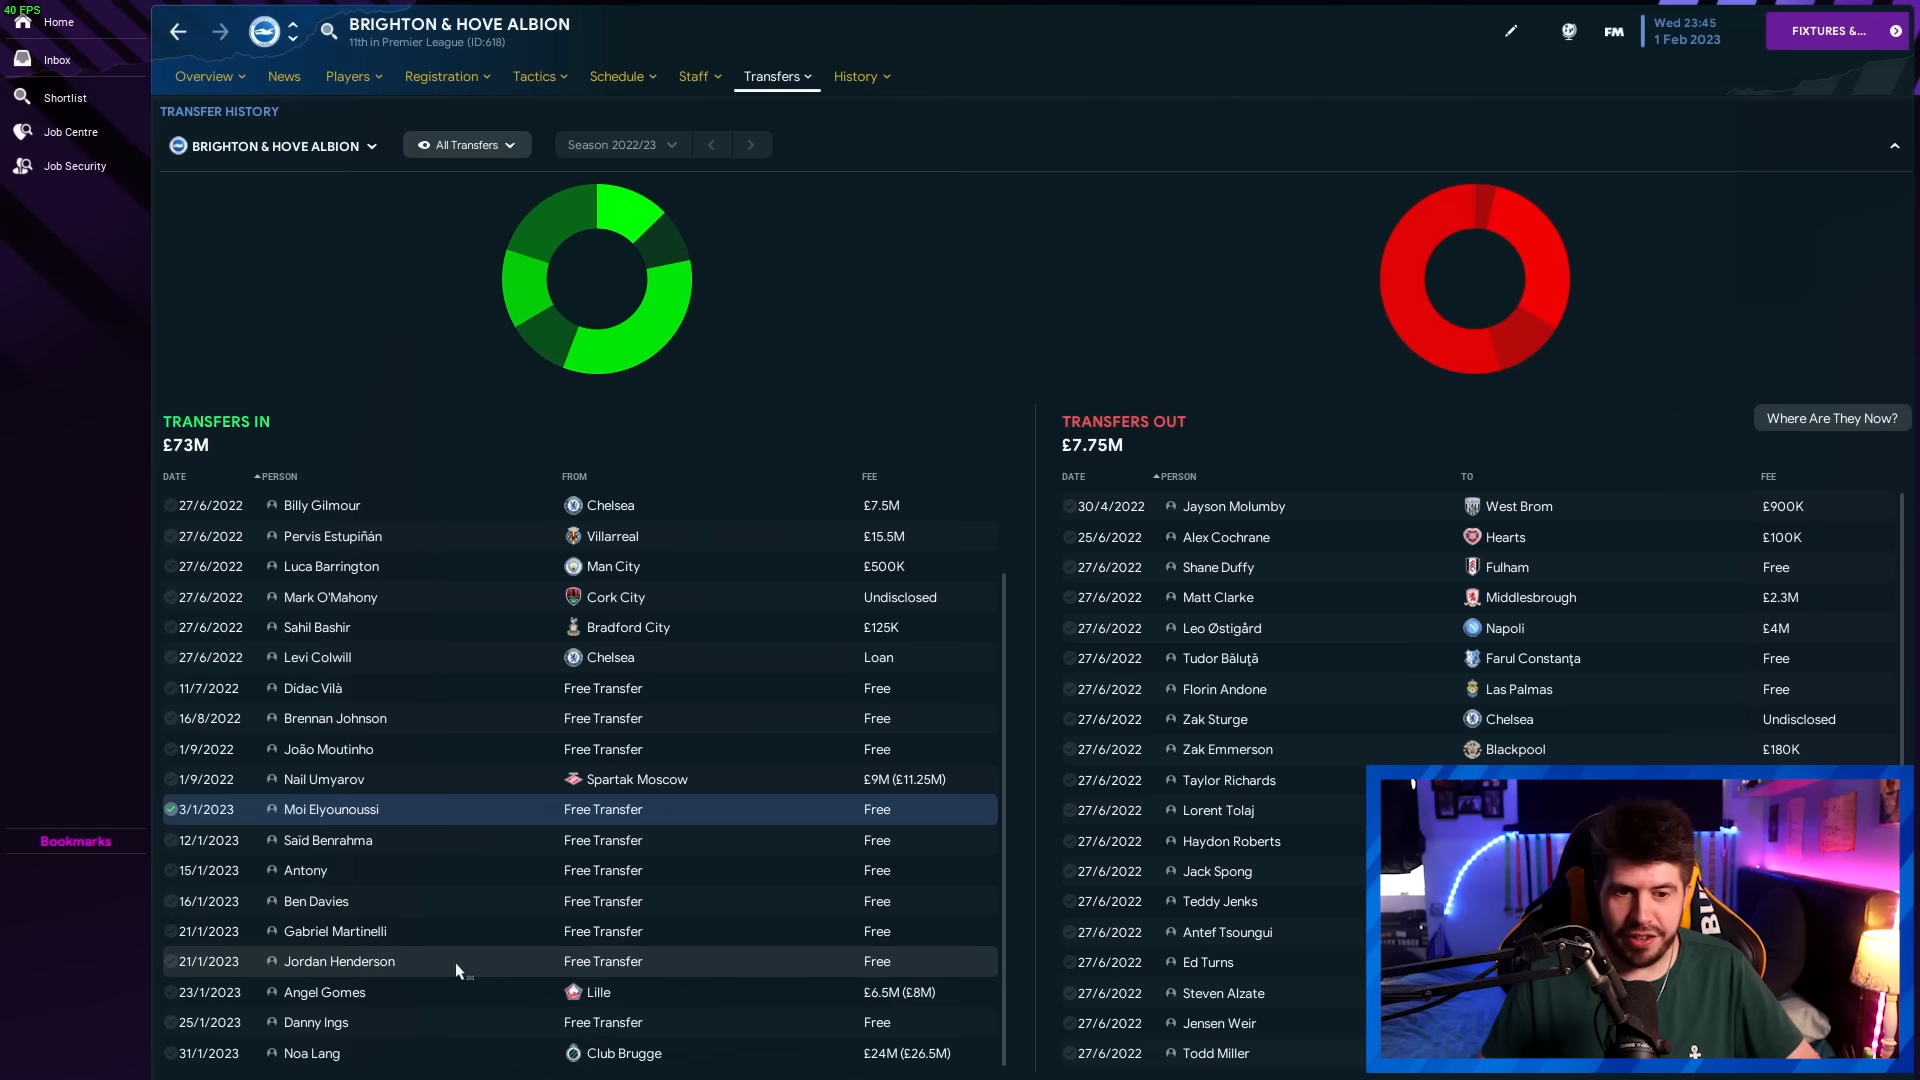 40 FPS
Home
Inbox
Shortlist
Job Centre
Job Security
Bookmarks
BRIGHTON & HOVE ALBION
11th in Premier League (ID:618)
FM
Wed 23:45
1 Feb 2023
FIXTURES &...
Overview News Players Registration Tactics Schedule Staff Transfers History
TRANSFER HISTORY
BRIGHTON & HOVE ALBION All Transfers Season 2022/23
TRANSFERS IN
£73M
DATE PERSON FROM FEE
27/6/2022 Billy Gilmour Chelsea £7.5M
27/6/2022 Pervis Estupiñán Villarreal £15.5M
27/6/2022 Luca Barrington Man City £500K
27/6/2022 Mark O'Mahony Cork City Undisclosed
27/6/2022 Sahil Bashir Bradford City £125K
27/6/2022 Levi Colwill Chelsea Loan
11/7/2022 Dídac Vilà Free Transfer Free
16/8/2022 Brennan Johnson Free Transfer Free
1/9/2022 João Moutinho Free Transfer Free
1/9/2022 Nail Umyarov Spartak Moscow £9M (£11.25M)
3/1/2023 Moi Elyounoussi Free Transfer Free
12/1/2023 Saïd Benrahma Free Transfer Free
15/1/2023 Antony Free Transfer Free
16/1/2023 Ben Davies Free Transfer Free
21/1/2023 Gabriel Martinelli Free Transfer Free
21/1/2023 Jordan Henderson Free Transfer Free
23/1/2023 Angel Gomes Lille £6.5M (£8M)
25/1/2023 Danny Ings Free Transfer Free
31/1/2023 Noa Lang Club Brugge £24M (£26.5M)
TRANSFERS OUT
£7.75M
Where Are They Now?
DATE PERSON TO FEE
30/4/2022 Jayson Molumby West Brom £900K
25/6/2022 Alex Cochrane Hearts £100K
27/6/2022 Shane Duffy Fulham Free
27/6/2022 Matt Clarke Middlesbrough £2.3M
27/6/2022 Leo Østigård Napoli £4M
27/6/2022 Tudor Băluță Farul Constanța Free
27/6/2022 Florin Andone Las Palmas Free
27/6/2022 Zak Sturge Chelsea Undisclosed
27/6/2022 Zak Emmerson Blackpool £180K
27/6/2022 Taylor Richards
27/6/2022 Lorent Tolaj
27/6/2022 Haydon Roberts
27/6/2022 Jack Spong
27/6/2022 Teddy Jenks
27/6/2022 Antef Tsoungui
27/6/2022 Ed Turns
27/6/2022 Steven Alzate
27/6/2022 Jensen Weir
27/6/2022 Todd Miller